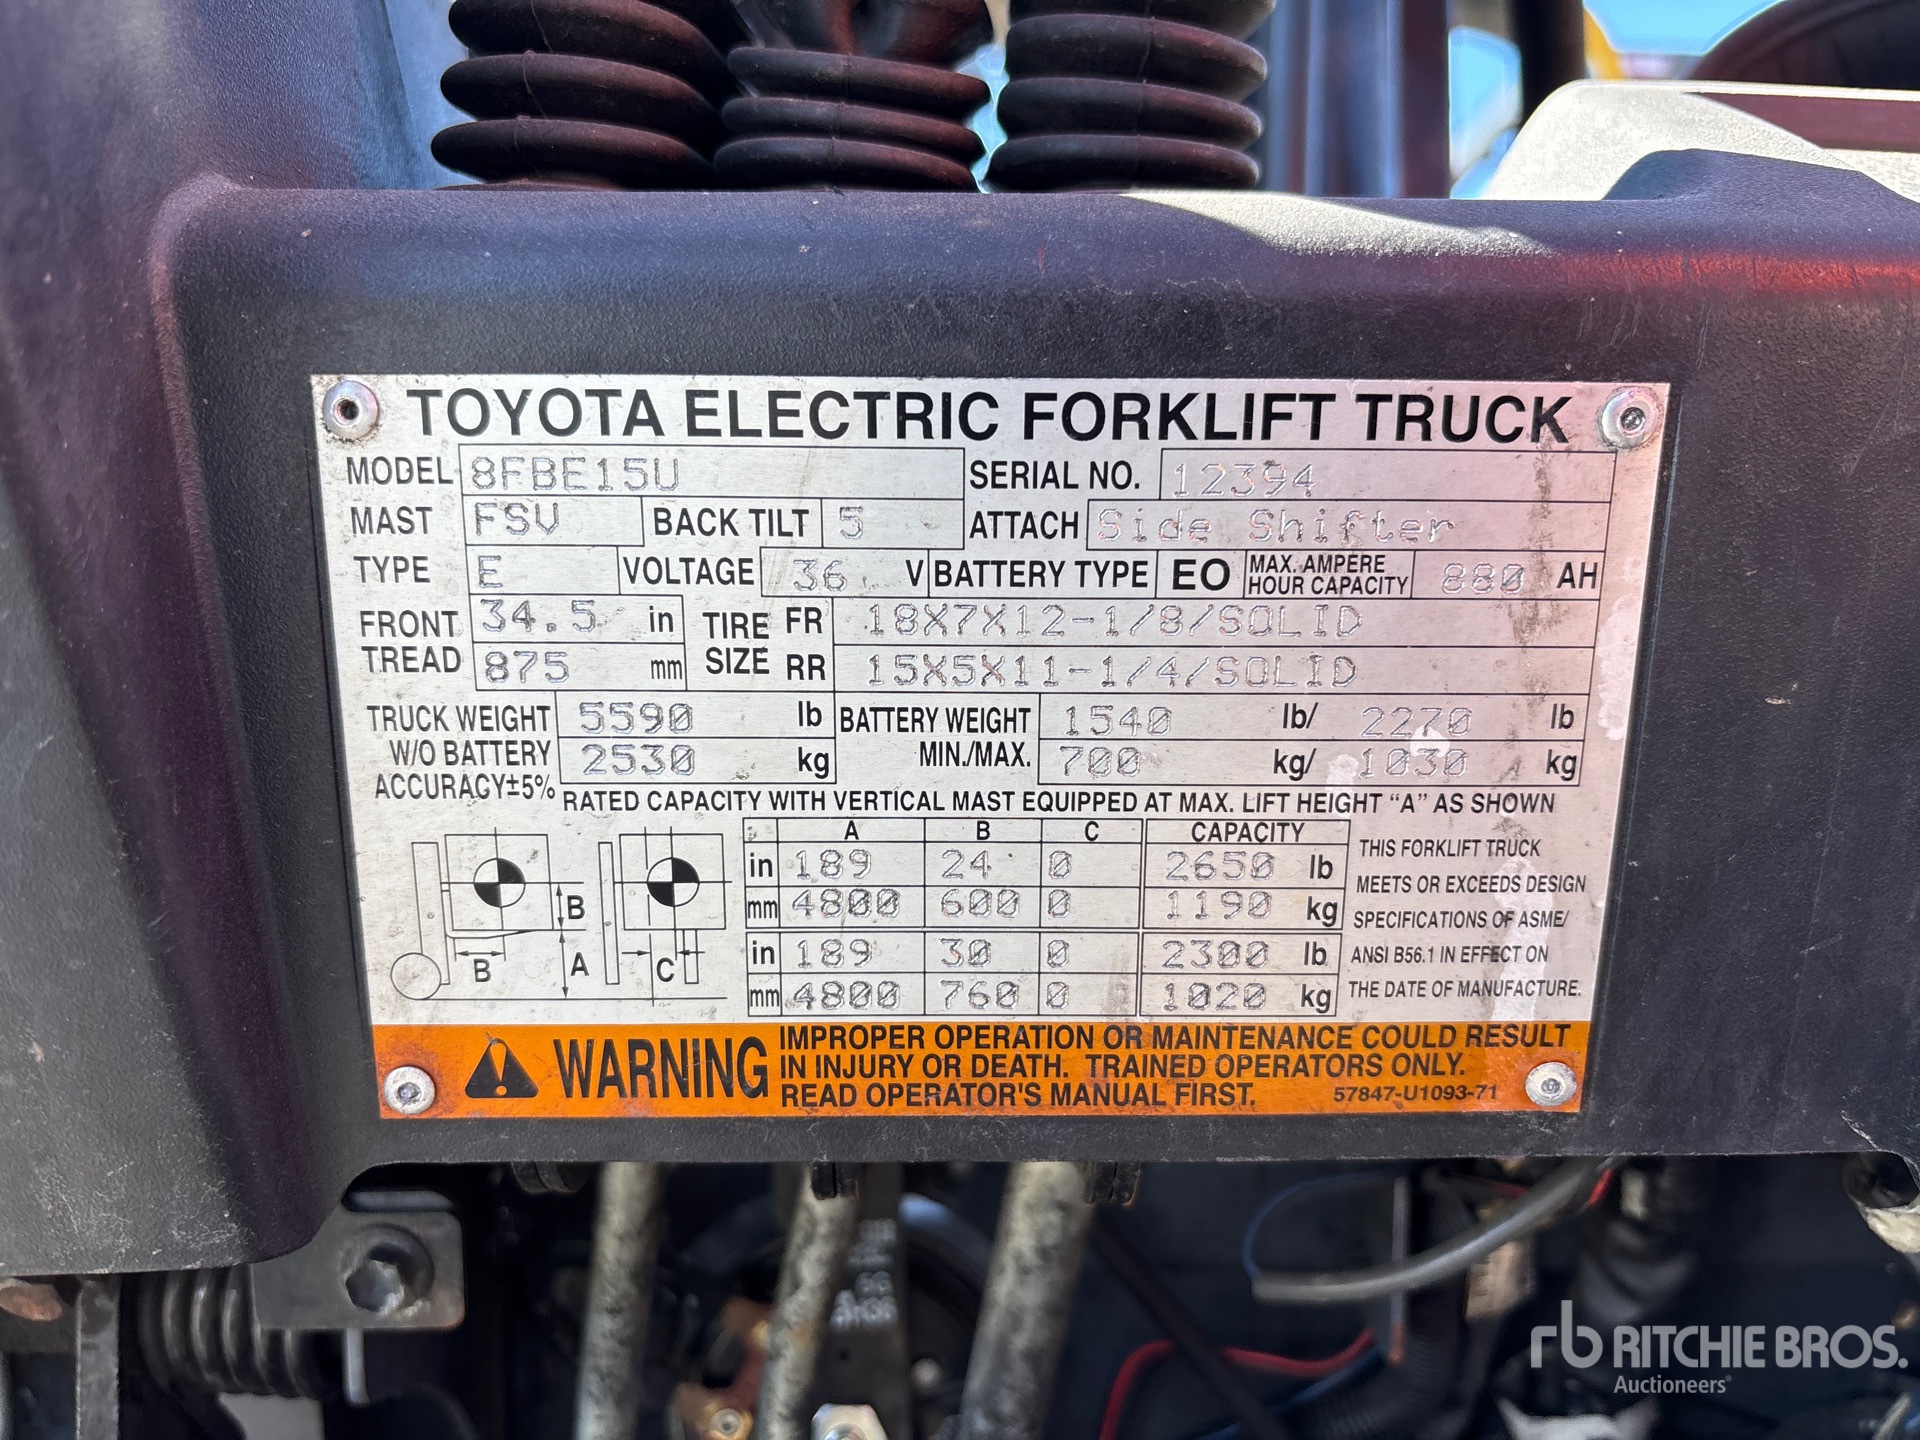 TOYOTA ELECTRIC FORKLIFT TRUCK
MODEL 8FBE15U SERIAL NO. 12394
MAST FSV BACK TILT 5 ATTACH Side Shifter
TYPE E VOLTAGE 36 V BATTERY TYPE EO MAX. AMPERE HOUR CAPACITY 880 AH
FRONT TREAD 34.5 in TIRE SIZE FR 18X7X12-1/8/SOLID
875 mm RR 15X5X11-1/4/SOLID
TRUCK WEIGHT 5590 lb BATTERY WEIGHT 1540 lb/ 2270 lb
W/O BATTERY 2530 kg MIN./MAX. 700 kg/ 1030 kg
ACCURACY±5%
RATED CAPACITY WITH VERTICAL MAST EQUIPPED AT MAX. LIFT HEIGHT "A" AS SHOWN
A B C CAPACITY
in 189 24 0 2650 lb
mm 4800 600 0 1190 kg
in 189 30 0 2300 lb
mm 4800 760 0 1020 kg
B
B A C
THIS FORKLIFT TRUCK
MEETS OR EXCEEDS DESIGN
SPECIFICATIONS OF ASME/
ANSI B56.1 IN EFFECT ON
THE DATE OF MANUFACTURE.
WARNING
IMPROPER OPERATION OR MAINTENANCE COULD RESULT
IN INJURY OR DEATH. TRAINED OPERATORS ONLY.
READ OPERATOR'S MANUAL FIRST. 57847-U1093-71
rb RITCHIE BROS.
Auctioneers